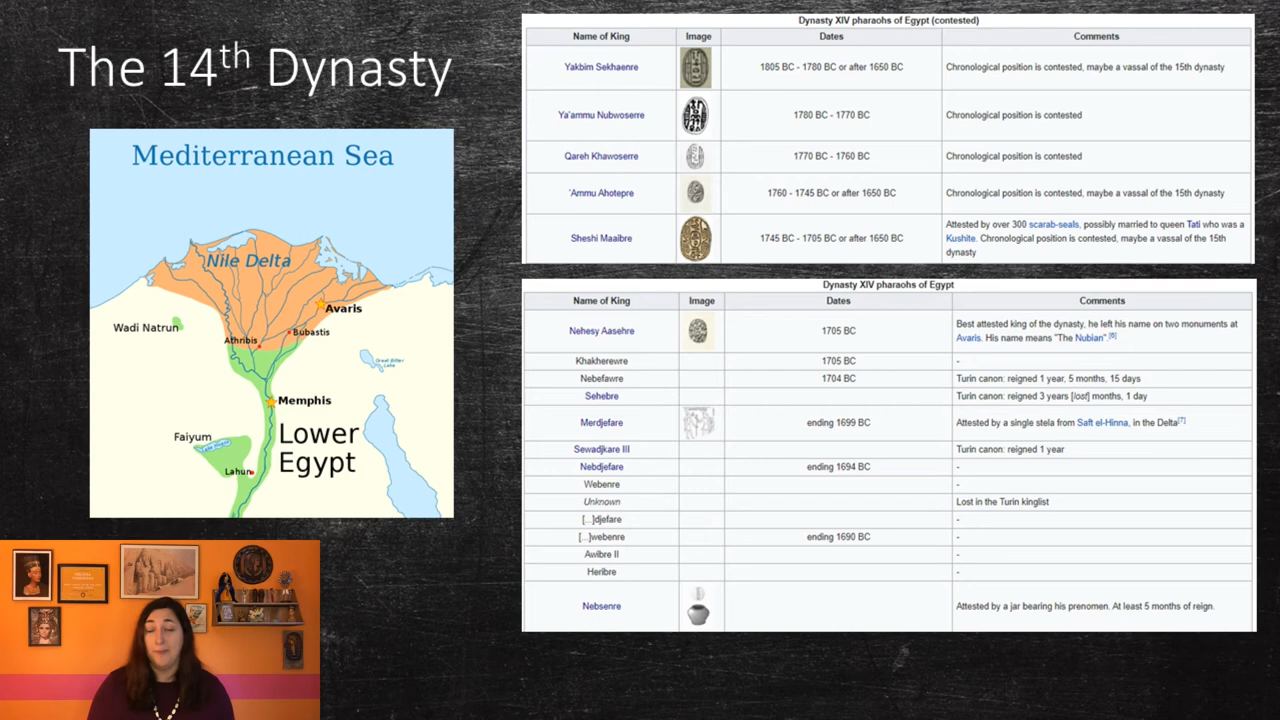 The 14th Dynasty
Mediterranean Sea
Nile Delta
Avaris
Wadi Natrun
Bubastis
Athribis
Great Bitter
Lake
Memphis
Lower
Egypt
Faiyum
Lake Moeris
Lahun
Dynasty XIV pharaohs of Egypt (contested)
Name of King Image Dates Comments
Yakbim Sekhaenre 1805 BC - 1780 BC or after 1650 BC Chronological position is contested, maybe a vassal of the 15th dynasty
Ya'ammu Nubwoserre 1780 BC - 1770 BC Chronological position is contested
Qareh Khawoserre 1770 BC - 1760 BC Chronological position is contested
'Ammu Ahotepre 1760 - 1745 BC or after 1650 BC Chronological position is contested, maybe a vassal of the 15th dynasty
Sheshi Maaibre 1745 BC - 1705 BC or after 1650 BC Attested by over 300 scarab-seals, possibly married to queen Tati who was a
Kushite. Chronological position is contested, maybe a vassal of the 15th
dynasty
Dynasty XIV pharaohs of Egypt
Name of King Image Dates Comments
Nehesy Aasehre 1705 BC Best attested king of the dynasty, he left his name on two monuments at
Avaris. His name means "The Nubian".[6]
Khakherewre 1705 BC -
Nebefawre 1704 BC Turin canon: reigned 1 year, 5 months, 15 days
Sehebre Turin canon: reigned 3 years [lost] months, 1 day
Merdjefare ending 1699 BC Attested by a single stela from Saft el-Hinna, in the Delta[7]
Sewadjkare III Turin canon: reigned 1 year
Nebdjefare ending 1694 BC -
Webenre -
Unknown Lost in the Turin kinglist
[...]djefare -
[...]webenre ending 1690 BC -
Awibre II -
Heribre -
Nebsenre Attested by a jar bearing his prenomen. At least 5 months of reign.